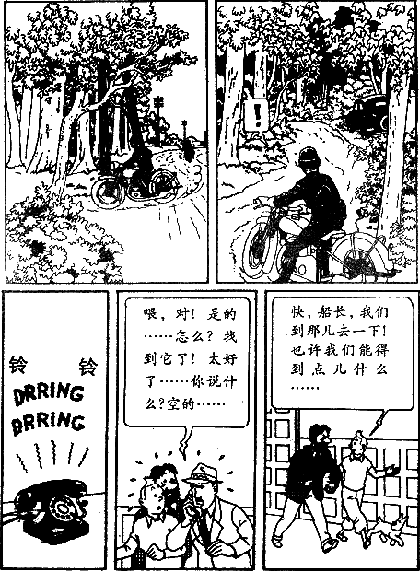 !
铃 铃
DRRING
DRRING
喂，对！是的
……怎么？找
到它了！太好
了……你说什
么？空的……
快，船长，我们
到那儿去一下！
也许我们能得
到点儿什么
……